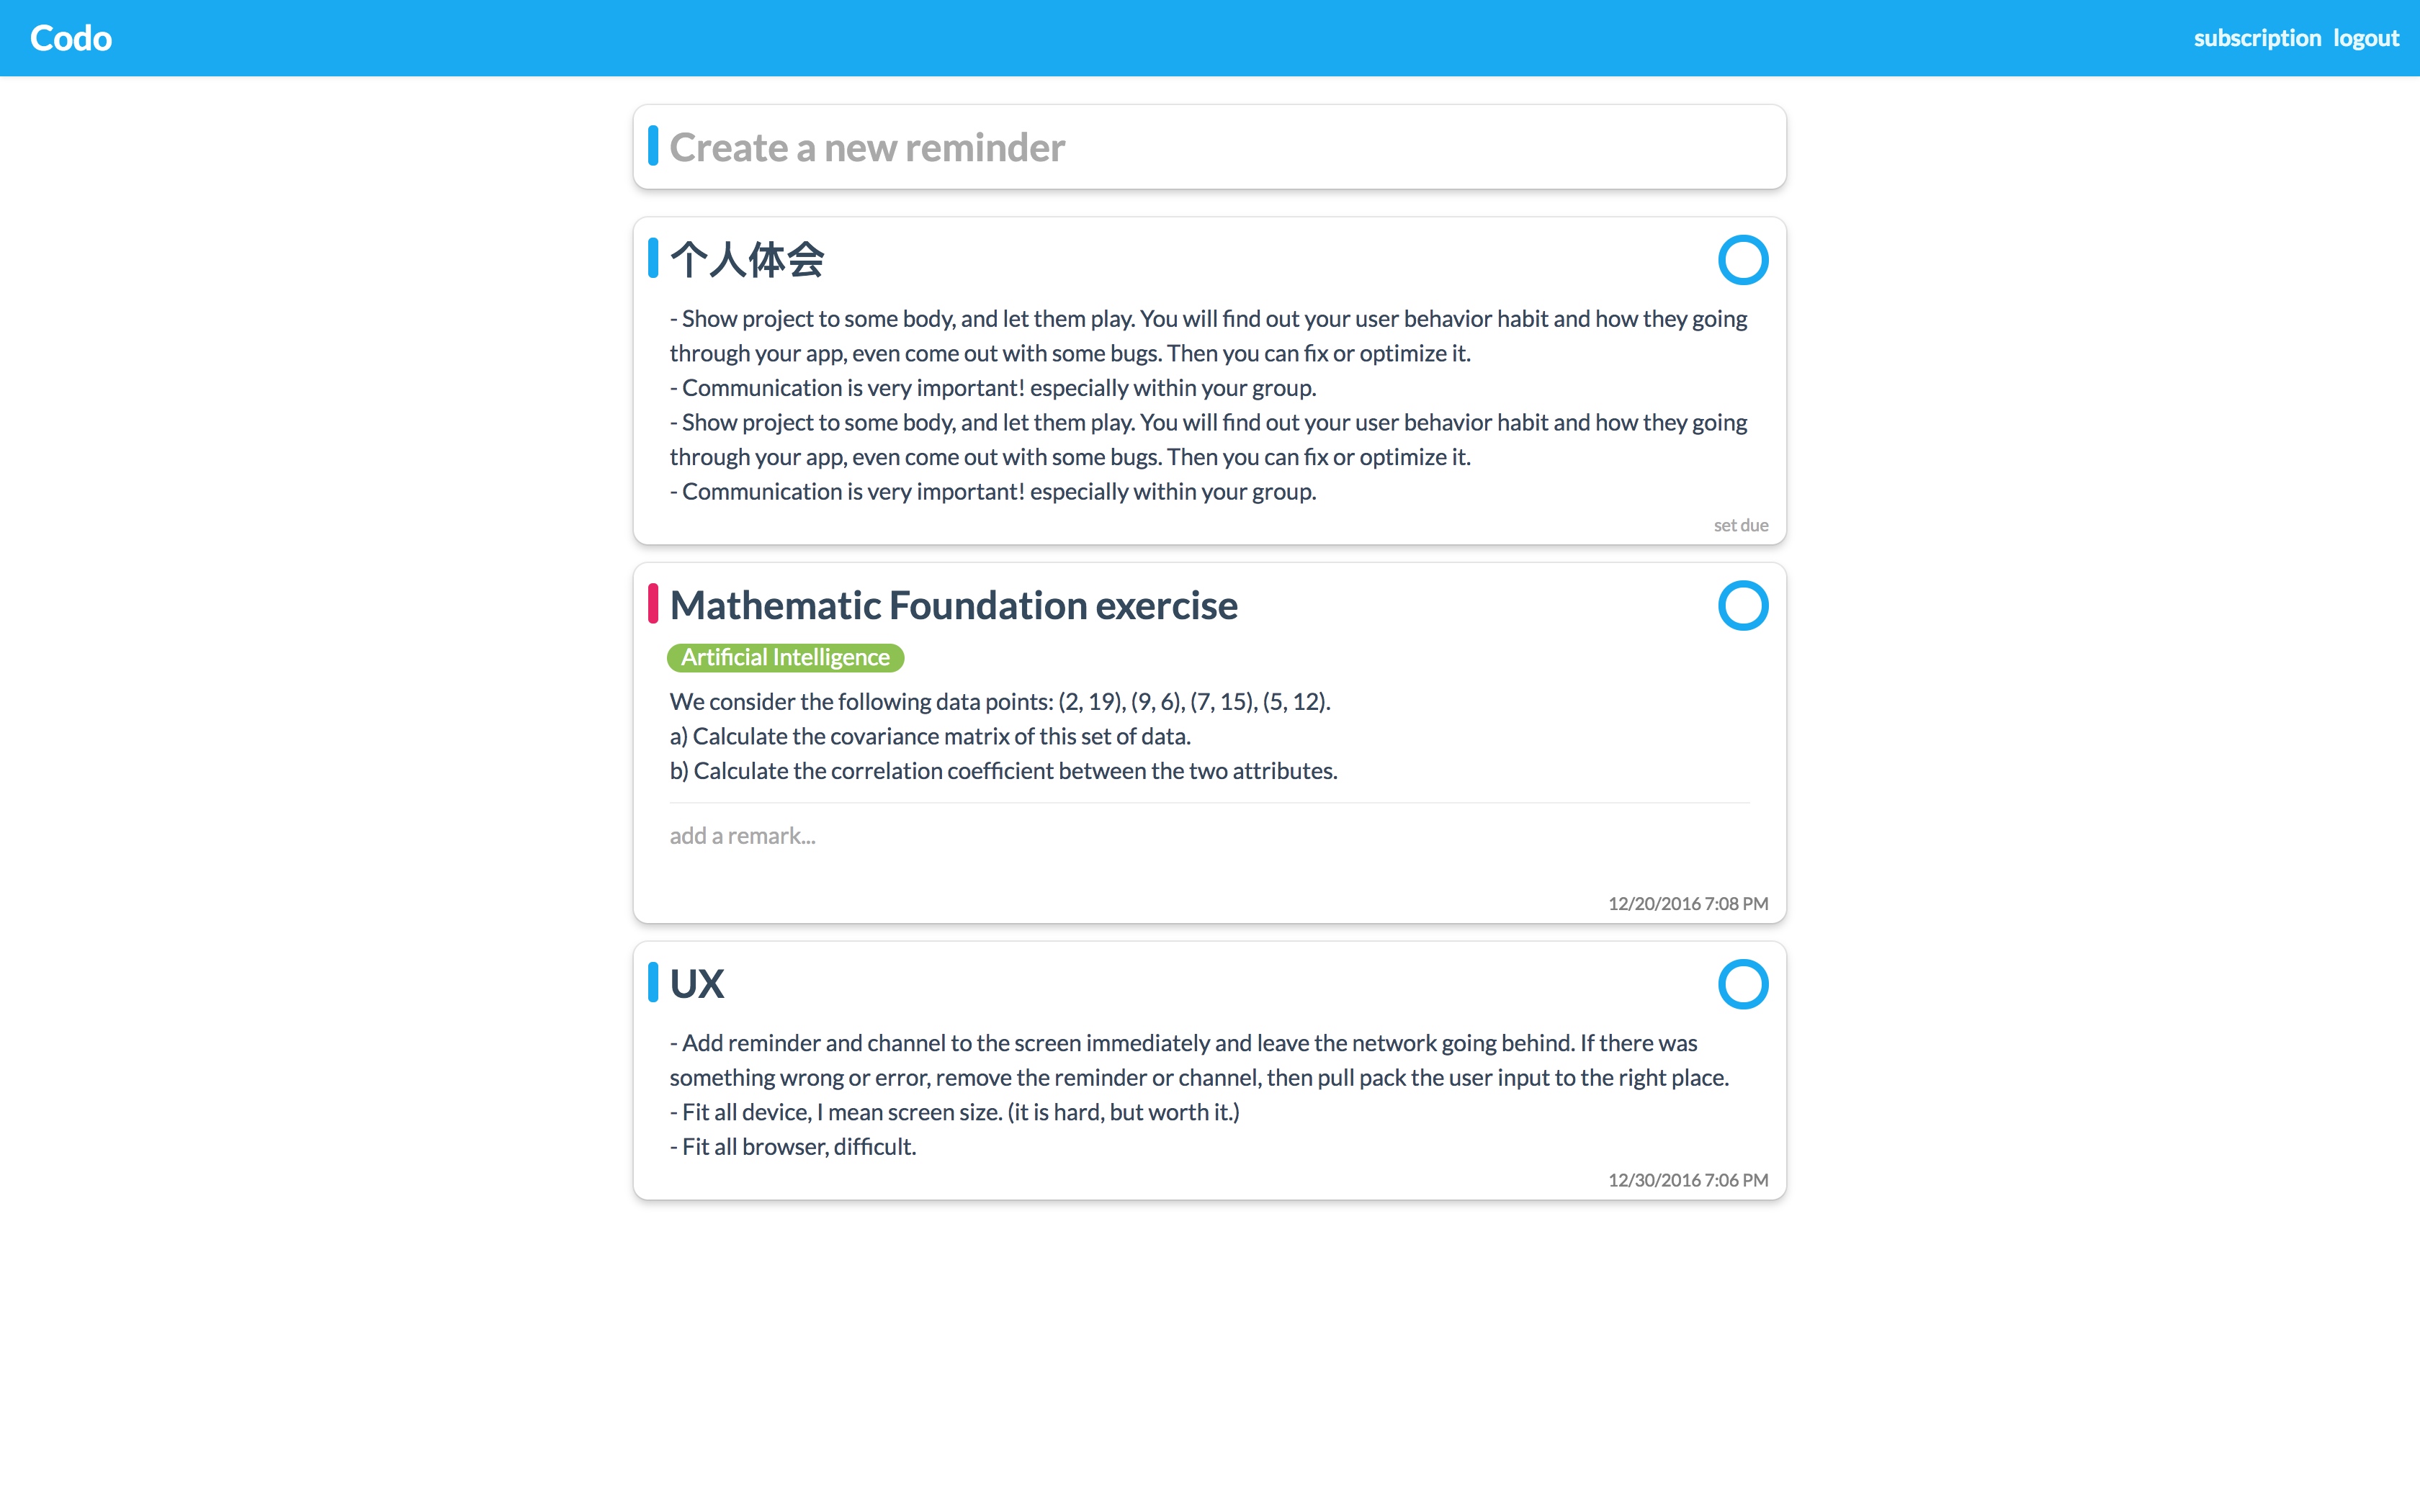 Codo
subscription logout
Create a new reminder
个人体会
- Show project to some body, and let them play. You will find out your user behavior habit and how they going
through your app, even come out with some bugs. Then you can fix or optimize it.
- Communication is very important! especially within your group.
- Show project to some body, and let them play. You will find out your user behavior habit and how they going
through your app, even come out with some bugs. Then you can fix or optimize it.
- Communication is very important! especially within your group.
set due
Mathematic Foundation exercise
Artificial Intelligence
We consider the following data points: (2, 19), (9, 6), (7, 15), (5, 12).
a) Calculate the covariance matrix of this set of data.
b) Calculate the correlation coefficient between the two attributes.
add a remark...
12/20/2016 7:08 PM
UX
- Add reminder and channel to the screen immediately and leave the network going behind. If there was
something wrong or error, remove the reminder or channel, then pull pack the user input to the right place.
- Fit all device, I mean screen size. (it is hard, but worth it.)
- Fit all browser, difficult.
12/30/2016 7:06 PM